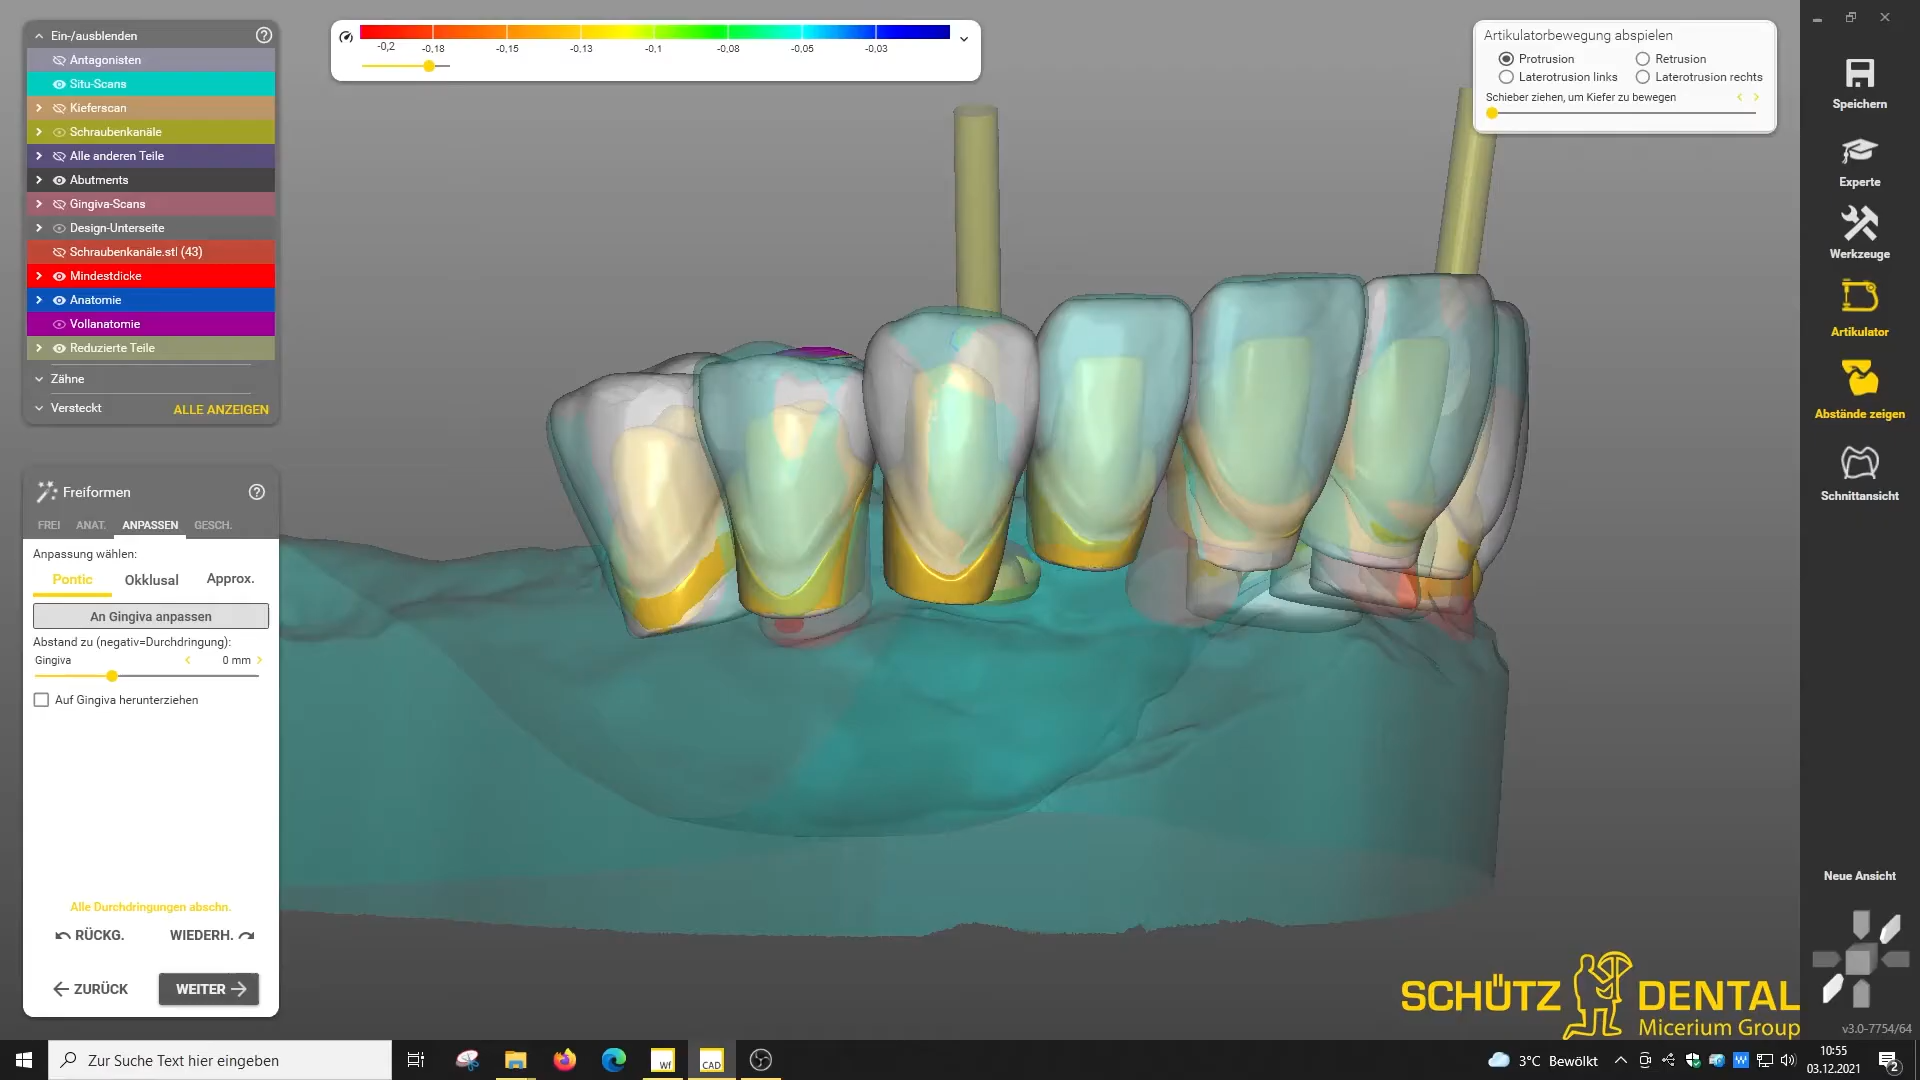 Ein-/ausblenden
Antagonisten
Situ-Scans
Kieferscan
Schraubenkanäle
Alle anderen Teile
Abutments
Gingiva-Scans
Design-Unterseite
Schraubenkanäle.stl (43)
Mindestdicke
Anatomie
Vollanatomie
Reduzierte Teile
Zähne
Versteckt ALLE ANZEIGEN
-0,2 -0,18 -0,15 -0,13 -0,1 -0,08 -0,05 -0,03
Artikulatorbewegung abspielen
Protrusion Retrusion
Laterotrusion links Laterotrusion rechts
Schieber ziehen, um Kiefer zu bewegen
Speichern
Experte
Werkzeuge
Artikulator
Abstände zeigen
Schnittansicht
Freiformen
FREI ANAT. ANPASSEN GESCH.
Anpassung wählen:
Pontic Okklusal Approx.
An Gingiva anpassen
Abstand zu (negativ=Durchdringung):
Gingiva 0 mm
Auf Gingiva herunterziehen
Alle Durchdringungen abschn.
RÜCKG. WIEDERH.
ZURÜCK WEITER
Neue Ansicht
SCHÜTZ DENTAL
Micerium Group
v3.0-7754/64
Zur Suche Text hier eingeben
Wf
CAD
3°C Bewölkt
10:55
03.12.2021
2